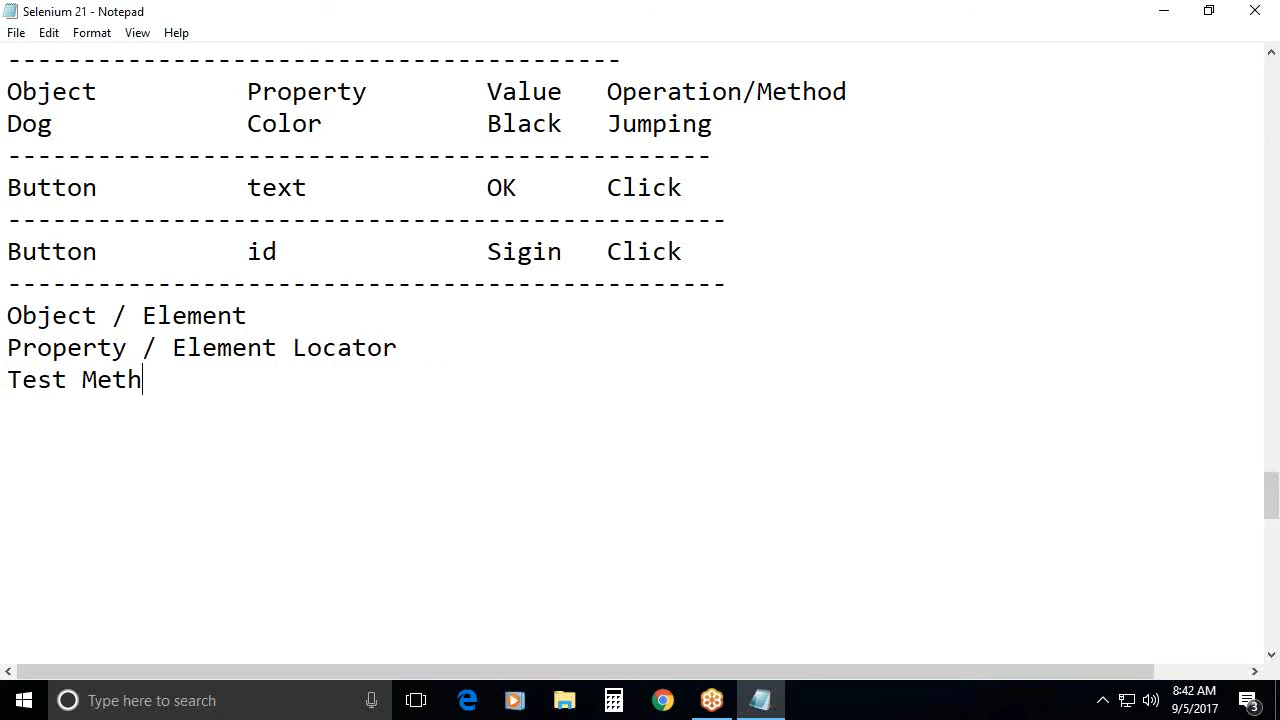 Selenium 21 - Notepad
File Edit Format View Help
-----------------------------------------
Object Property Value Operation/Method
Dog Color Black Jumping
-----------------------------------------------
Button text OK Click
------------------------------------------------
Button id Sigin Click
------------------------------------------------
Object / Element
Property / Element Locator
Test Meth
Type here to search
8:42 AM
9/5/2017
3